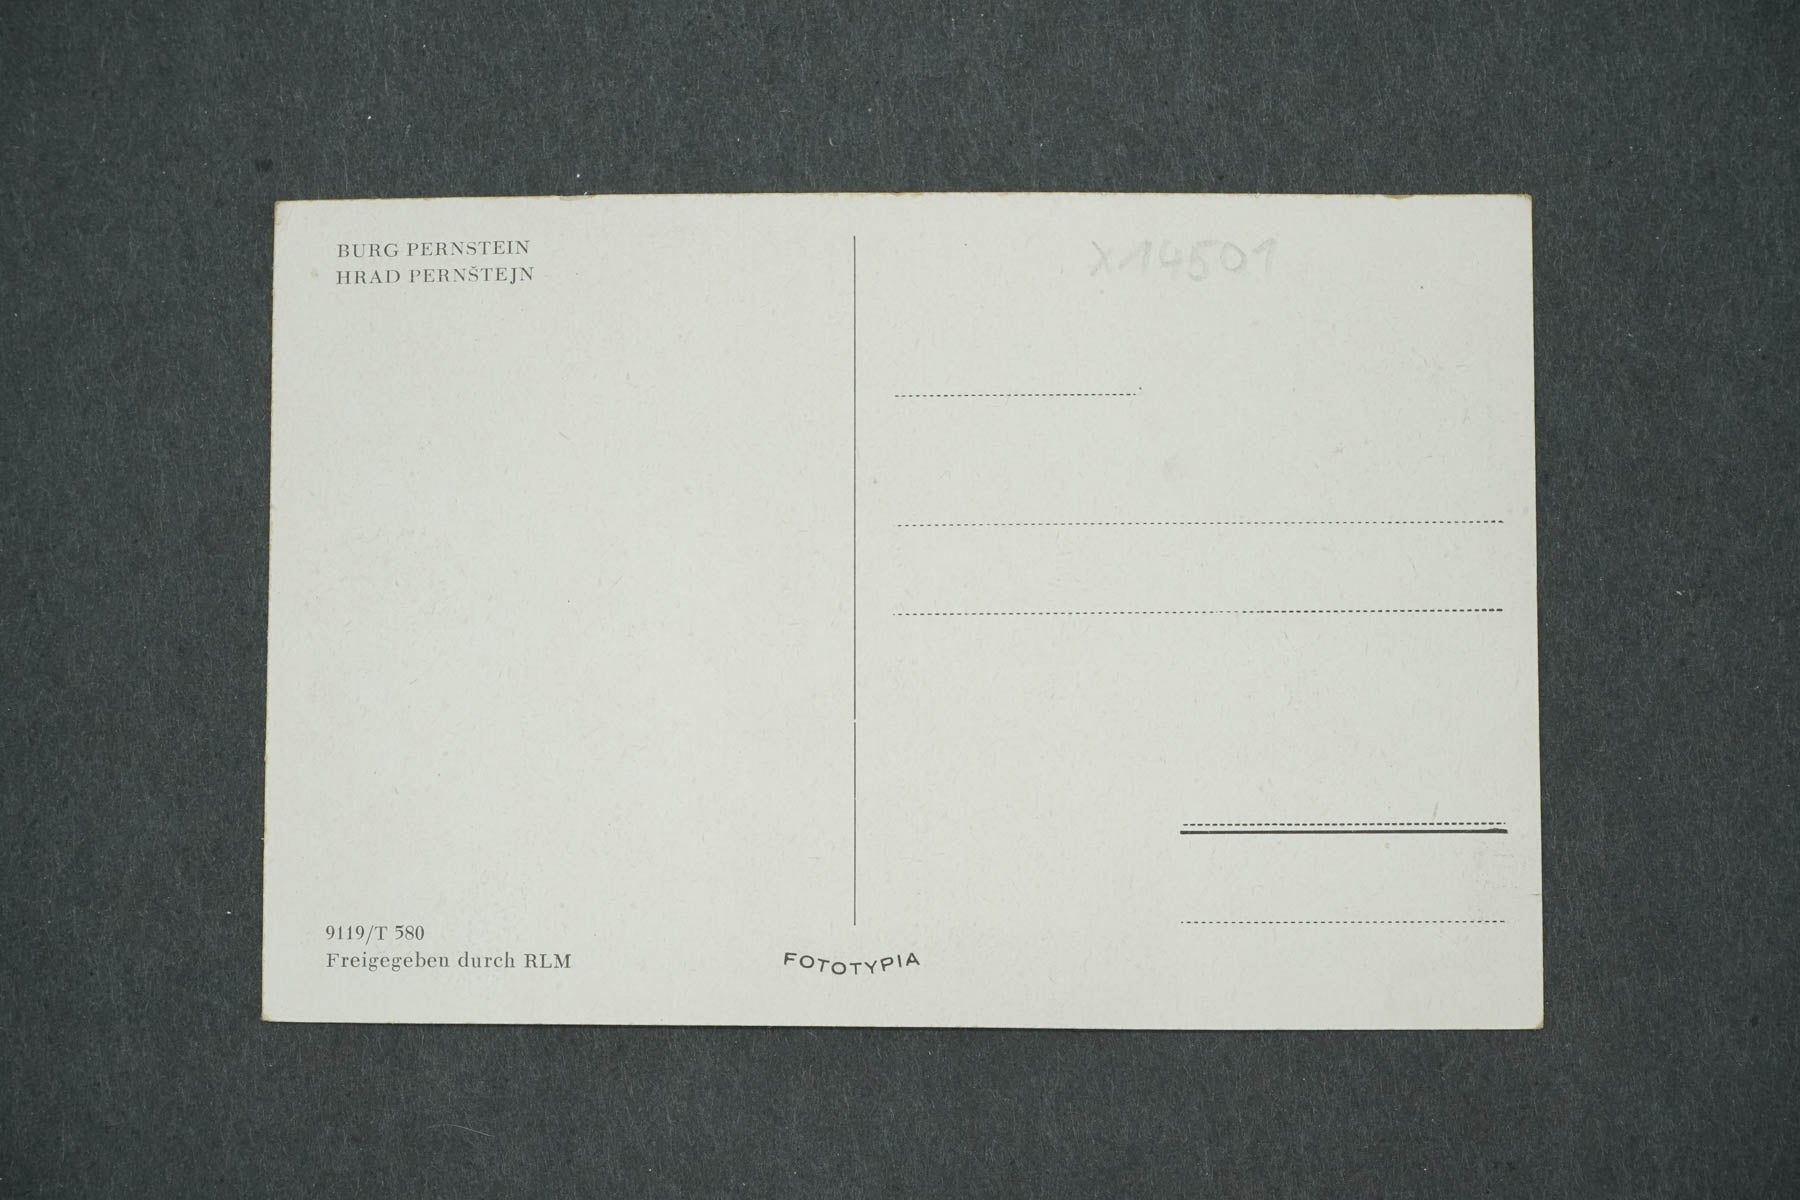 BURG PERNSTEIN
HRAD PERNŠTEJN
X14501
9119/T 580
Freigegeben durch RLM
FOTOTYPIA